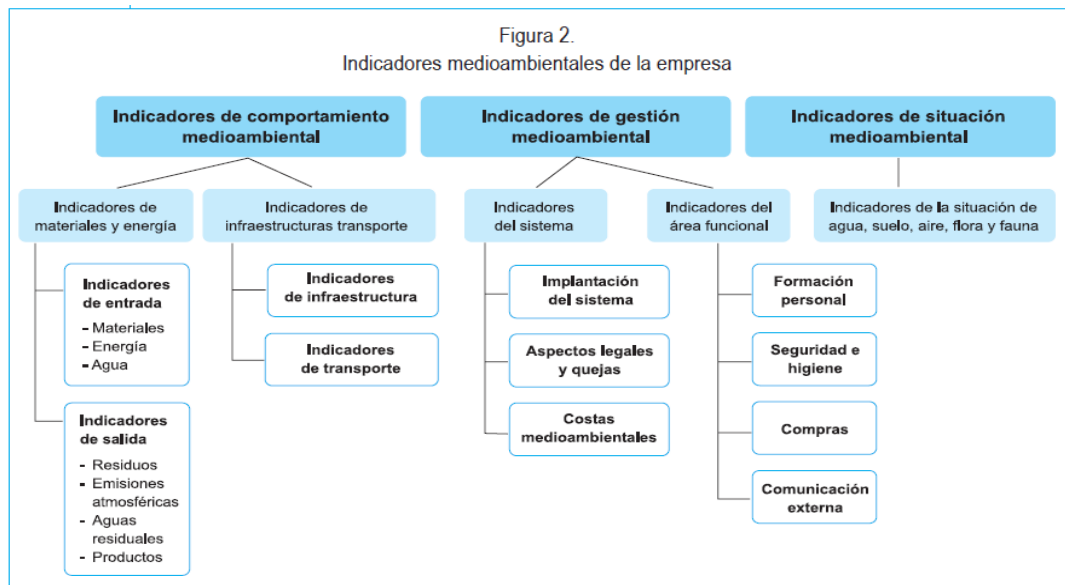 Figura 2.
Indicadores medioambientales de la empresa
Indicadores de comportamiento
medioambiental
Indicadores de gestión
medioambiental
Indicadores de situación
medioambiental
Indicadores de
materiales y energía
Indicadores de
infraestructuras transporte
Indicadores
del sistema
Indicadores del
área funcional
Indicadores de la situación de
agua, suelo, aire, flora y fauna
Indicadores
de entrada
- Materiales
- Energía
- Agua
Indicadores
de salida
- Residuos
- Emisiones
atmosféricas
- Aguas
residuales
- Productos
Indicadores
de infraestructura
Indicadores
de transporte
Implantación
del sistema
Aspectos legales
y quejas
Costas
medioambientales
Formación
personal
Seguridad e
higiene
Compras
Comunicación
externa